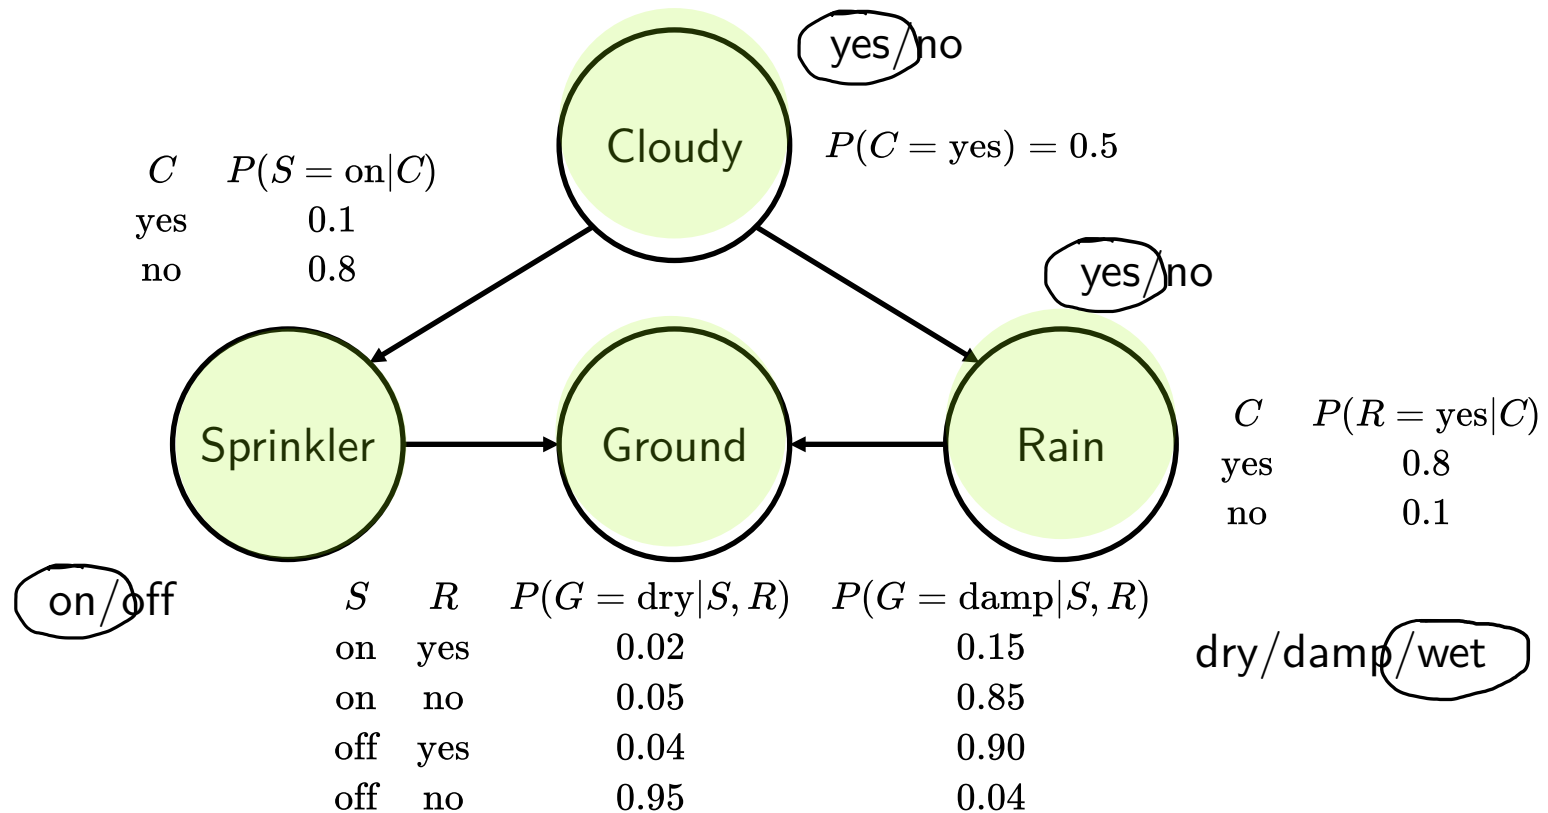 yes/no
Cloudy
P(C = yes) = 0.5
C P(S = on|C)
yes 0.1
no 0.8
yes/no
Sprinkler
Ground
Rain
C P(R = yes|C)
yes 0.8
no 0.1
on/off
S R P(G = dry|S, R) P(G = damp|S, R)
on yes 0.02 0.15
on no 0.05 0.85
off yes 0.04 0.90
off no 0.95 0.04
dry/damp/wet